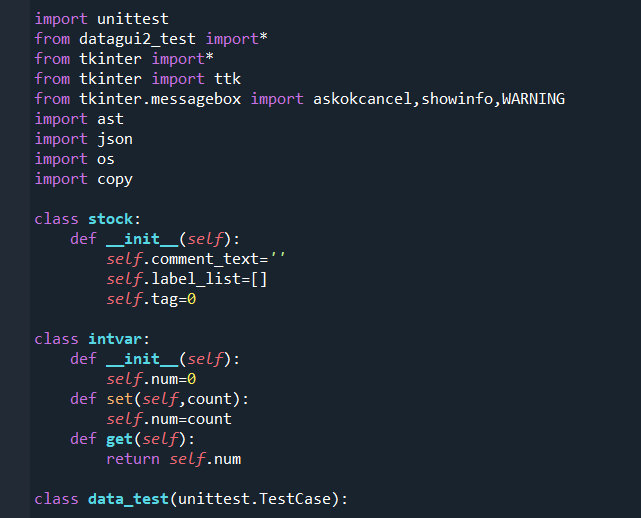 import unittest
from datagui2_test import*
from tkinter import*
from tkinter import ttk
from tkinter.messagebox import askokcancel,showinfo,WARNING
import ast
import json
import os
import copy

class stock:
    def __init__(self):
        self.comment_text=''
        self.label_list=[]
        self.tag=0

class intvar:
    def __init__(self):
        self.num=0
    def set(self,count):
        self.num=count
    def get(self):
        return self.num

class data_test(unittest.TestCase):